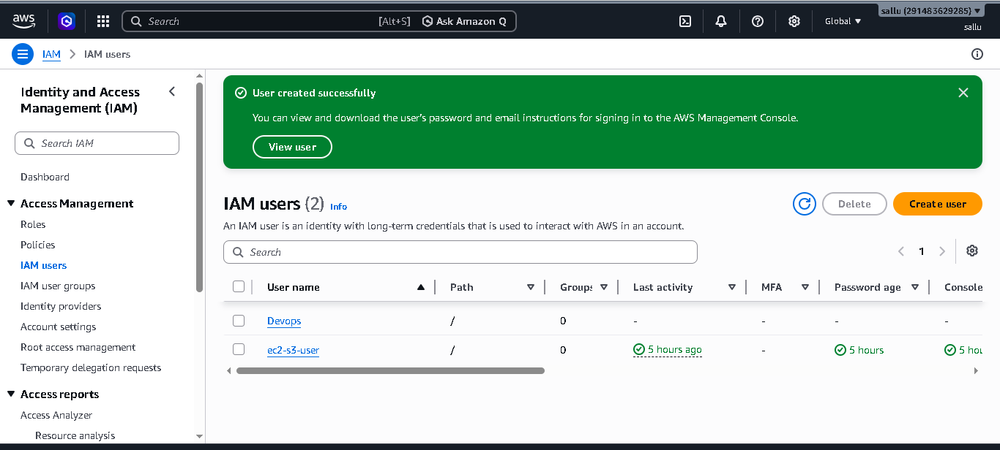 aws
Search [Alt+S] Ask Amazon Q
Global
sallu (291483629285)
sallu
IAM IAM users
Identity and Access
Management (IAM)
Search IAM
Dashboard
Access Management
Roles
Policies
IAM users
IAM user groups
Identity providers
Account settings
Root access management
Temporary delegation requests
Access reports
Access Analyzer
Resource analysis
User created successfully
You can view and download the user's password and email instructions for signing in to the AWS Management Console.
View user
IAM users (2) Info
Delete
Create user
An IAM user is an identity with long-term credentials that is used to interact with AWS in an account.
Search
1
User name Path Groups Last activity MFA Password age Console
Devops / 0 - - - -
ec2-s3-user / 0 5 hours ago - 5 hours 5 hou